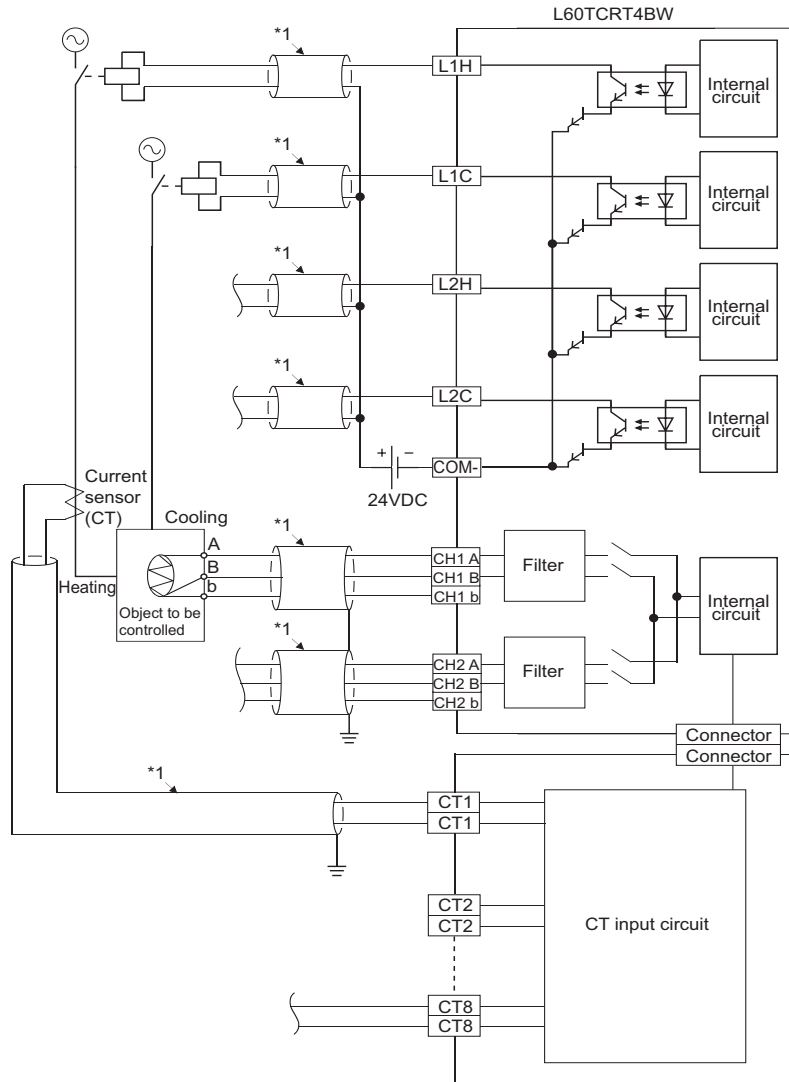 L60TCRT4BW
*1
L1H
Internal
circuit
*1
L1C
Internal
circuit
*1
L2H
Internal
circuit
*1
L2C
Internal
circuit
+ −
24VDC
COM-
Current
sensor
(CT)
Cooling
Heating
A
B
b
Object to be
controlled
*1
CH1 A
CH1 B
CH1 b
Filter
Internal
circuit
*1
CH2 A
CH2 B
CH2 b
Filter
Connector
Connector
*1
CT1
CT1
CT2
CT2
CT8
CT8
CT input circuit